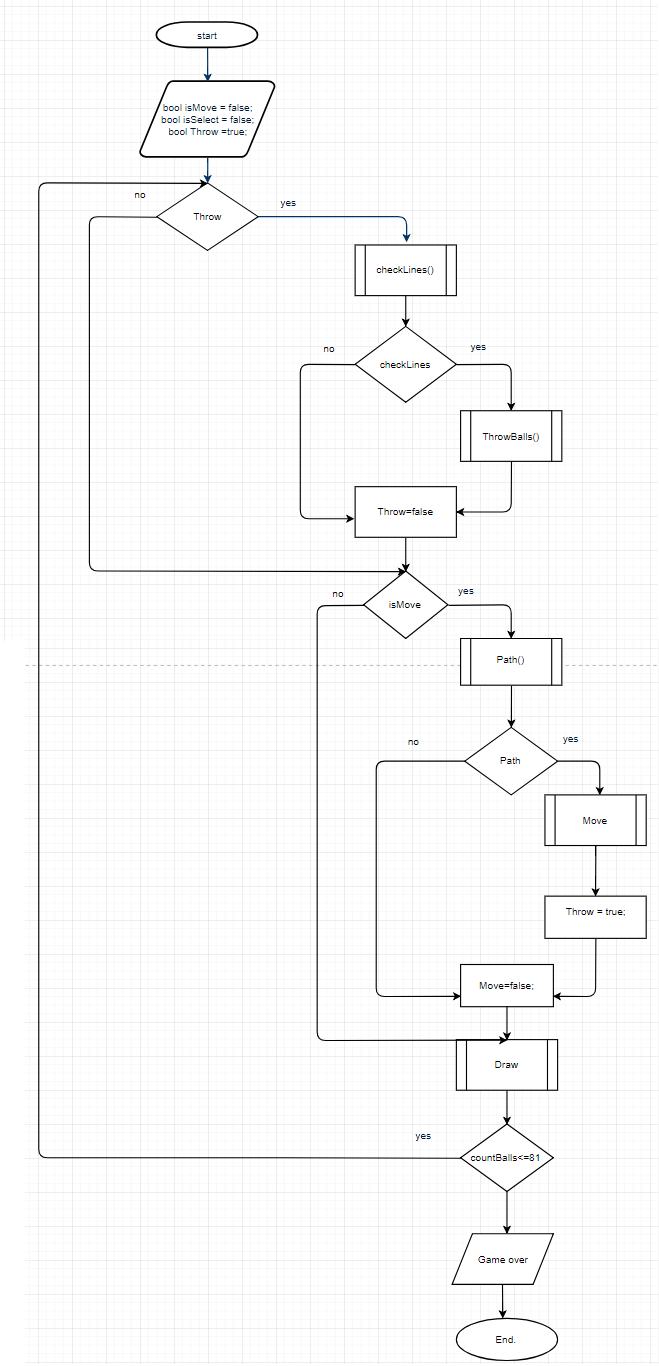 start
bool isMove = false;
bool isSelect = false;
bool Throw =true;
no
Throw
yes
checkLines()
no
yes
checkLines
ThrowBalls()
Throw=false
no
yes
isMove
Path()
no
yes
Path
Move
Throw = true;
Move=false;
Draw
yes
countBalls<=81
Game over
End.